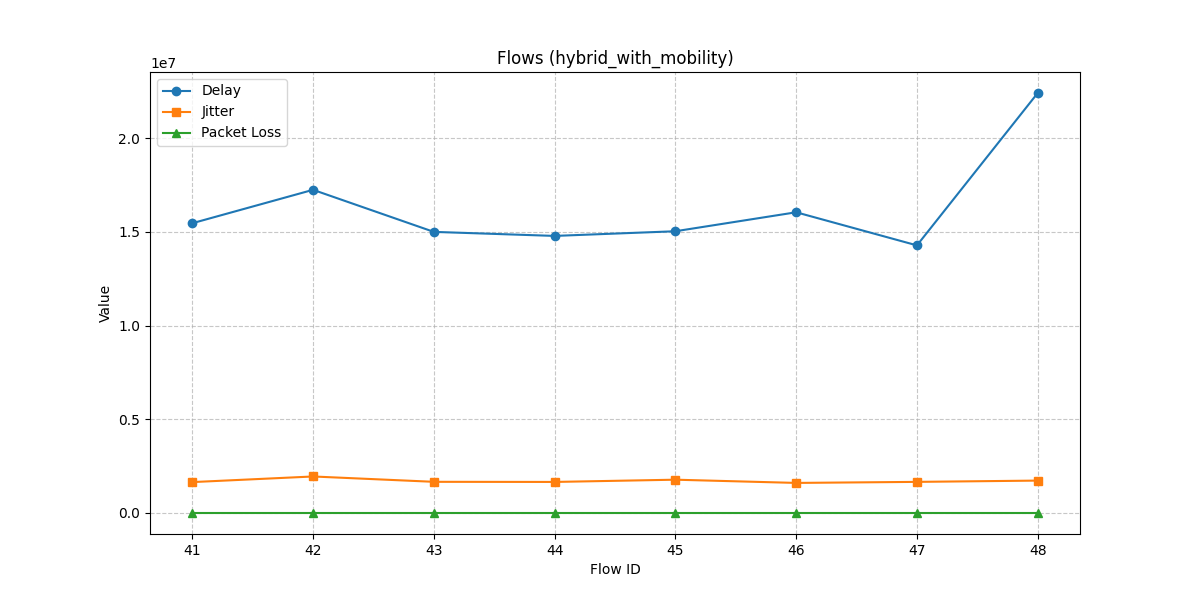 Flows (hybrid_with_mobility)
1e7
Delay
Jitter
Packet Loss
2.0
1.5
1.0
0.5
0.0
Value
41 42 43 44 45 46 47 48
Flow ID